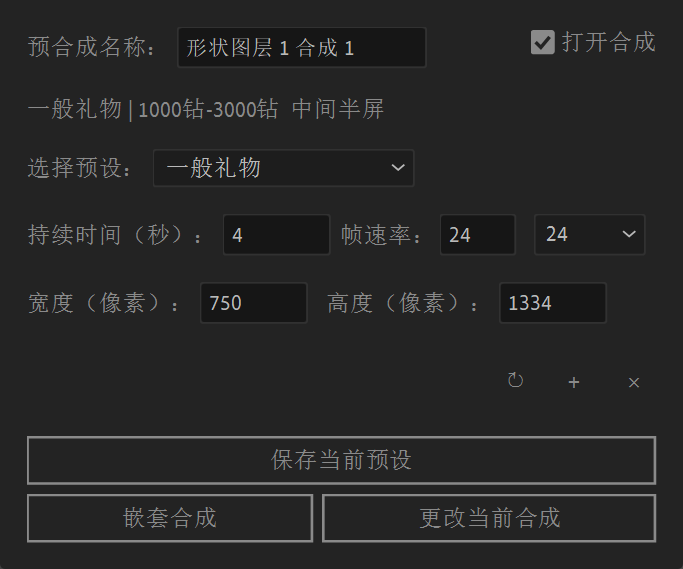 预合成名称： 形状图层 1 合成 1 打开合成
一般礼物 | 1000钻-3000钻 中间半屏
选择预设： 一般礼物
持续时间（秒）： 4 帧速率： 24 24
宽度（像素）： 750 高度（像素）： 1334
↻ + ×
保存当前预设
嵌套合成 更改当前合成